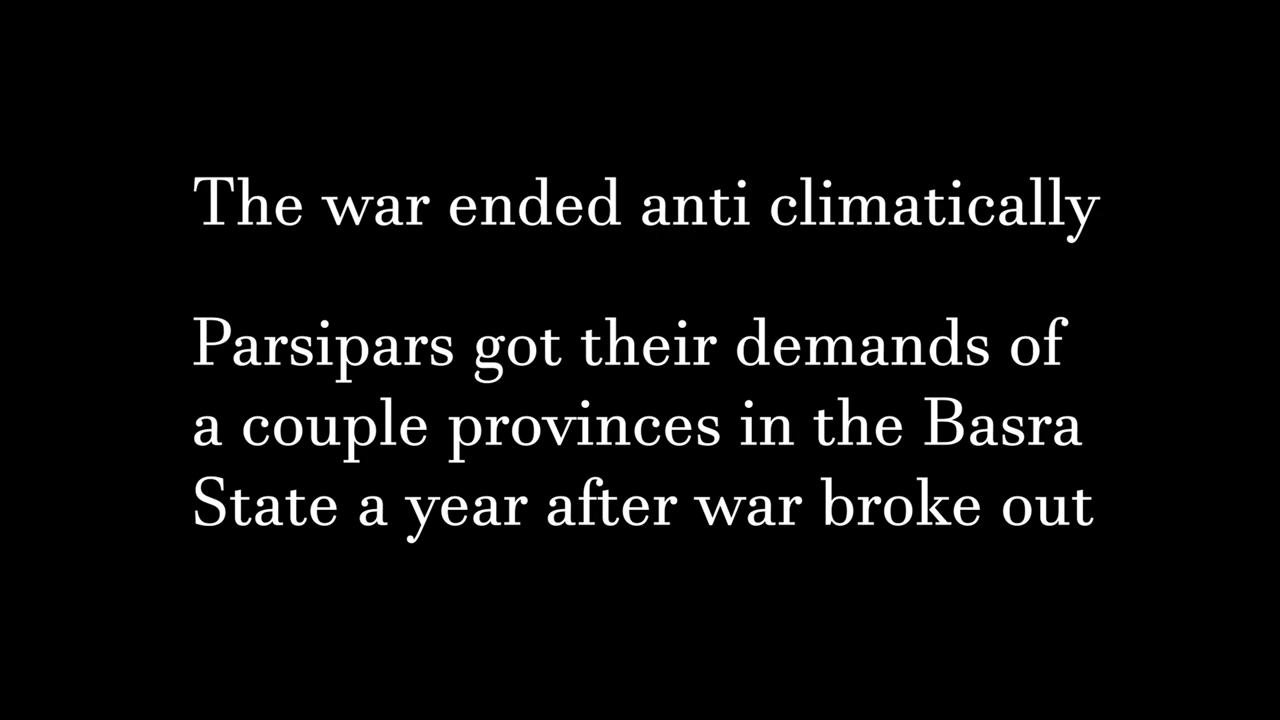 The war ended anti climatically
Parsipars got their demands of
a couple provinces in the Basra
State a year after war broke out